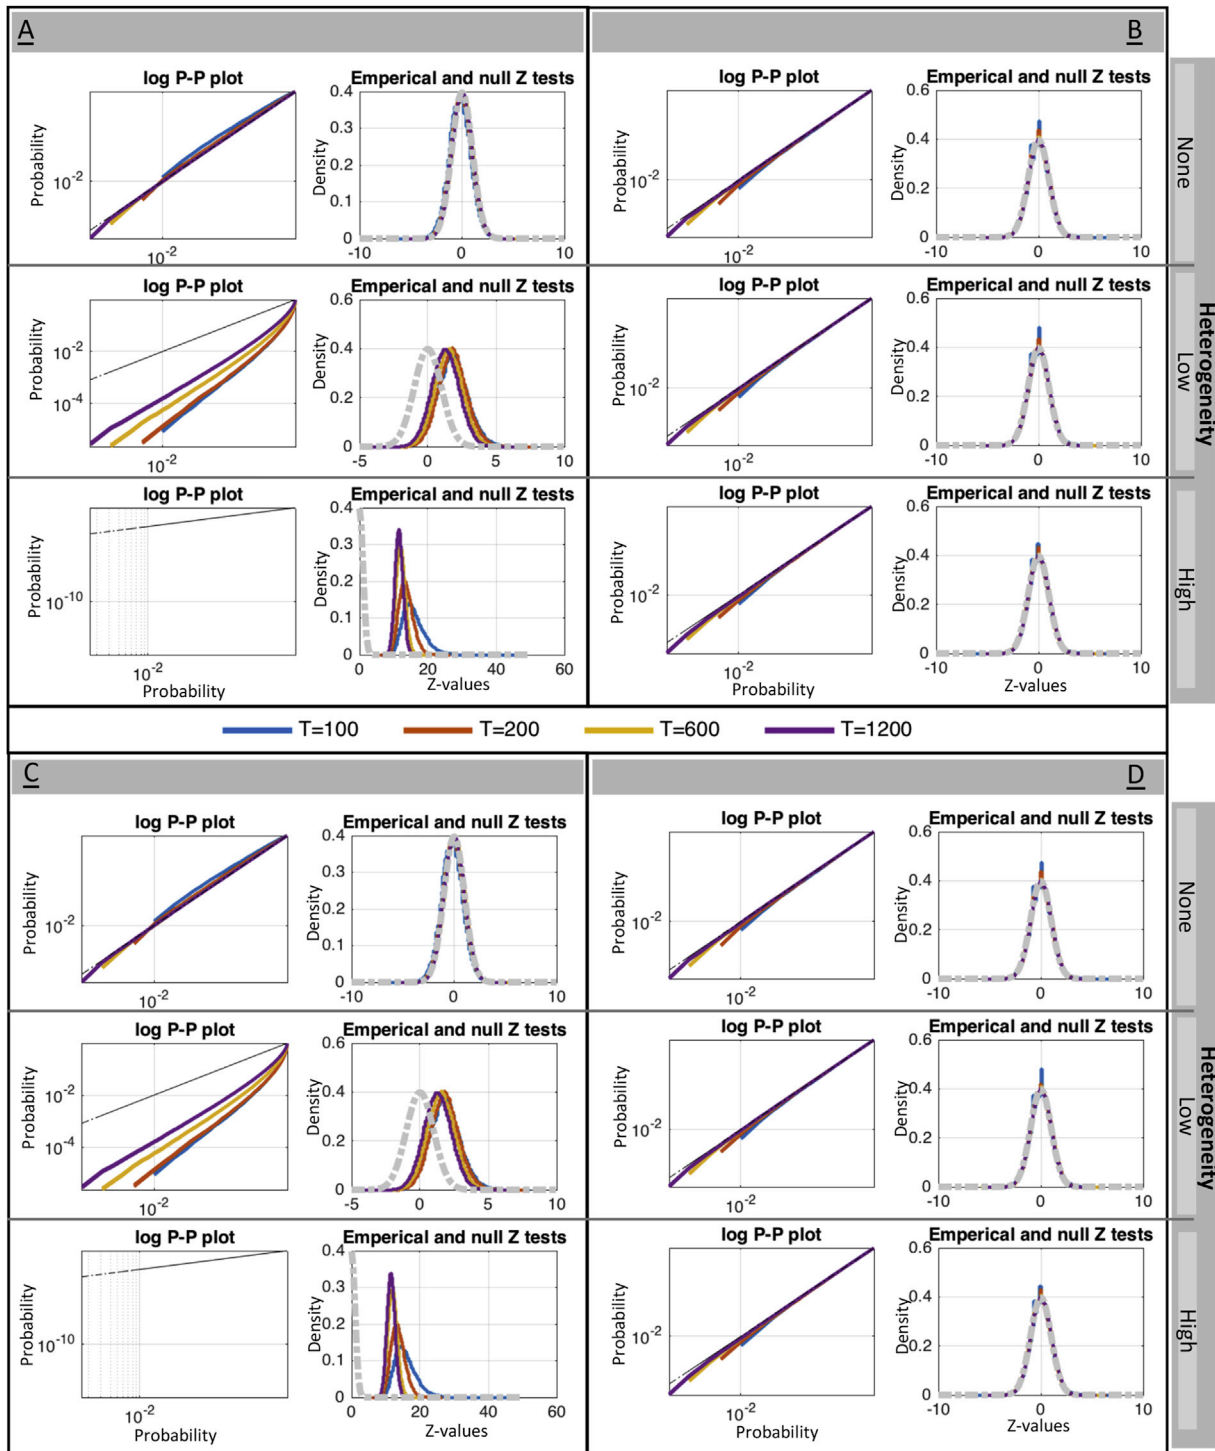 A
B
log P-P plot
Emperical and null Z tests
log P-P plot
Emperical and null Z tests
Probability
10-2
10-2
Density
0.4
0.3
0.2
0.1
0
-10
0
10
Probability
10-2
10-2
Density
0.6
0.4
0.2
0
-10
0
10
None
log P-P plot
Emperical and null Z tests
log P-P plot
Emperical and null Z tests
Probability
10-2
10-4
10-2
Density
0.6
0.4
0.2
0
-5
0
5
10
Probability
10-2
10-2
Density
0.6
0.4
0.2
0
-10
0
10
Low
Heterogeneity
log P-P plot
Emperical and null Z tests
log P-P plot
Emperical and null Z tests
Probability
10-10
10-2
Probability
Density
0.4
0.3
0.2
0.1
0
0
20
40
60
Z-values
Probability
10-2
10-2
Probability
Density
0.6
0.4
0.2
0
-10
0
10
Z-values
High
T=100
T=200
T=600
T=1200
C
D
log P-P plot
Emperical and null Z tests
log P-P plot
Emperical and null Z tests
Probability
10-2
10-2
Density
0.4
0.3
0.2
0.1
0
-10
0
10
Probability
10-2
10-2
Density
0.6
0.4
0.2
0
-10
0
10
None
log P-P plot
Emperical and null Z tests
log P-P plot
Emperical and null Z tests
Probability
10-2
10-4
10-2
Density
0.6
0.4
0.2
0
-5
0
5
10
Probability
10-2
10-2
Density
0.6
0.4
0.2
0
-10
0
10
Low
Heterogeneity
log P-P plot
Emperical and null Z tests
log P-P plot
Emperical and null Z tests
Probability
10-10
10-2
Probability
Density
0.4
0.3
0.2
0.1
0
0
20
40
60
Z-values
Probability
10-2
10-2
Probability
Density
0.6
0.4
0.2
0
-10
0
10
Z-values
High